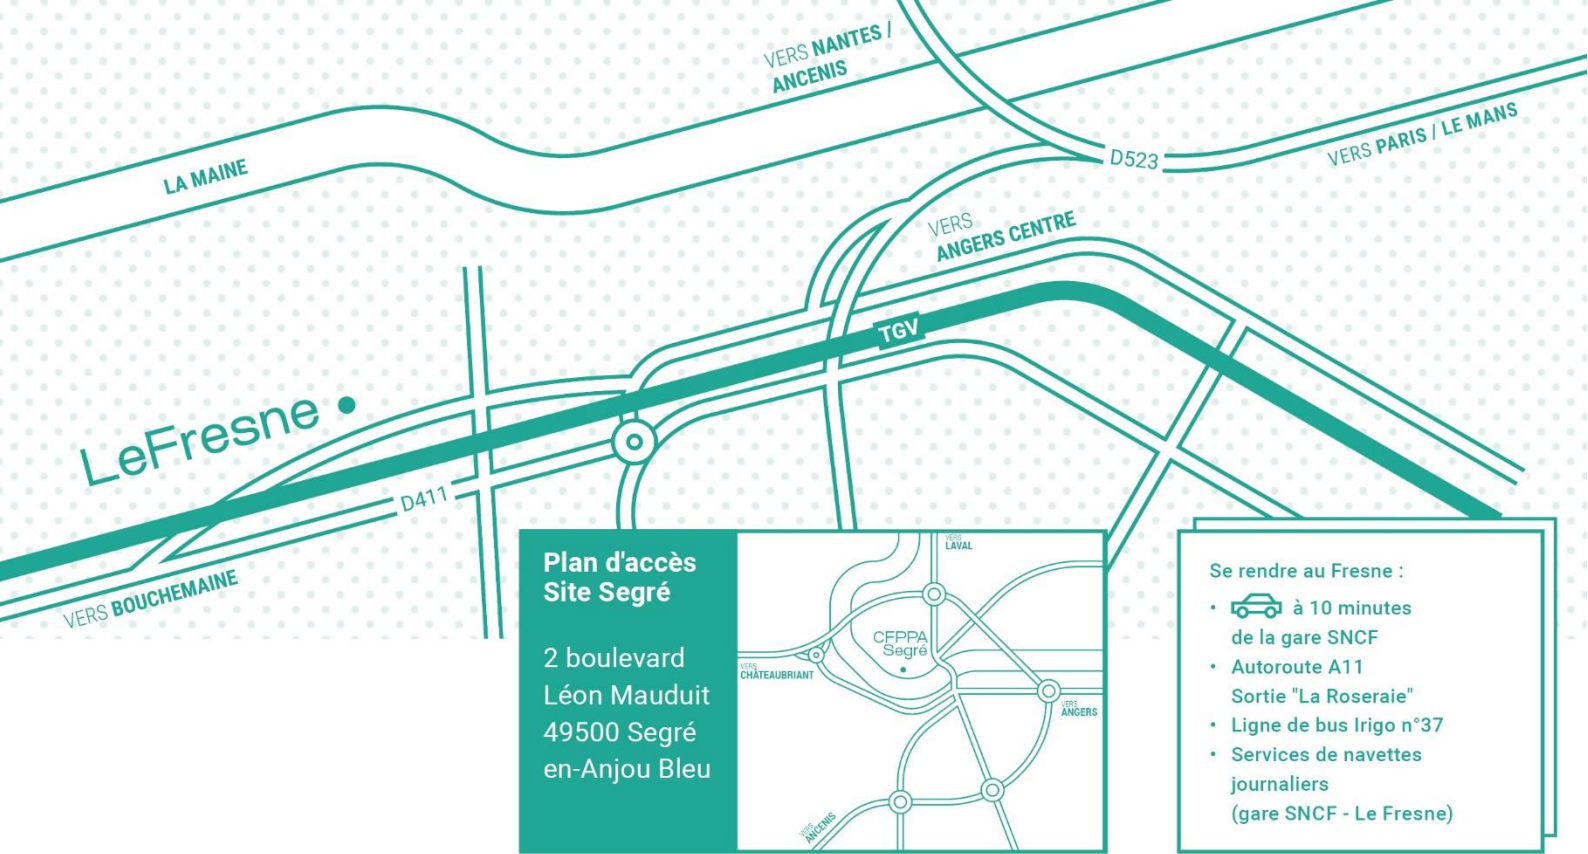 VERS NANTES /
ANCENIS
LA MAINE
D523
VERS PARIS / LE MANS
VERS
ANGERS CENTRE
TGV
LeFresne
D411
VERS BOUCHEMAINE
Plan d'accès
Site Segré
2 boulevard
Léon Mauduit
49500 Segré
en-Anjou Bleu
VERS
LAVAL
CFPPA
Segré
VERS
CHÂTEAUBRIANT
VERS
ANGERS
VERS
ANCENIS
Se rendre au Fresne :
• à 10 minutes
de la gare SNCF
• Autoroute A11
Sortie "La Roseraie"
• Ligne de bus Irigo n°37
• Services de navettes
journaliers
(gare SNCF - Le Fresne)